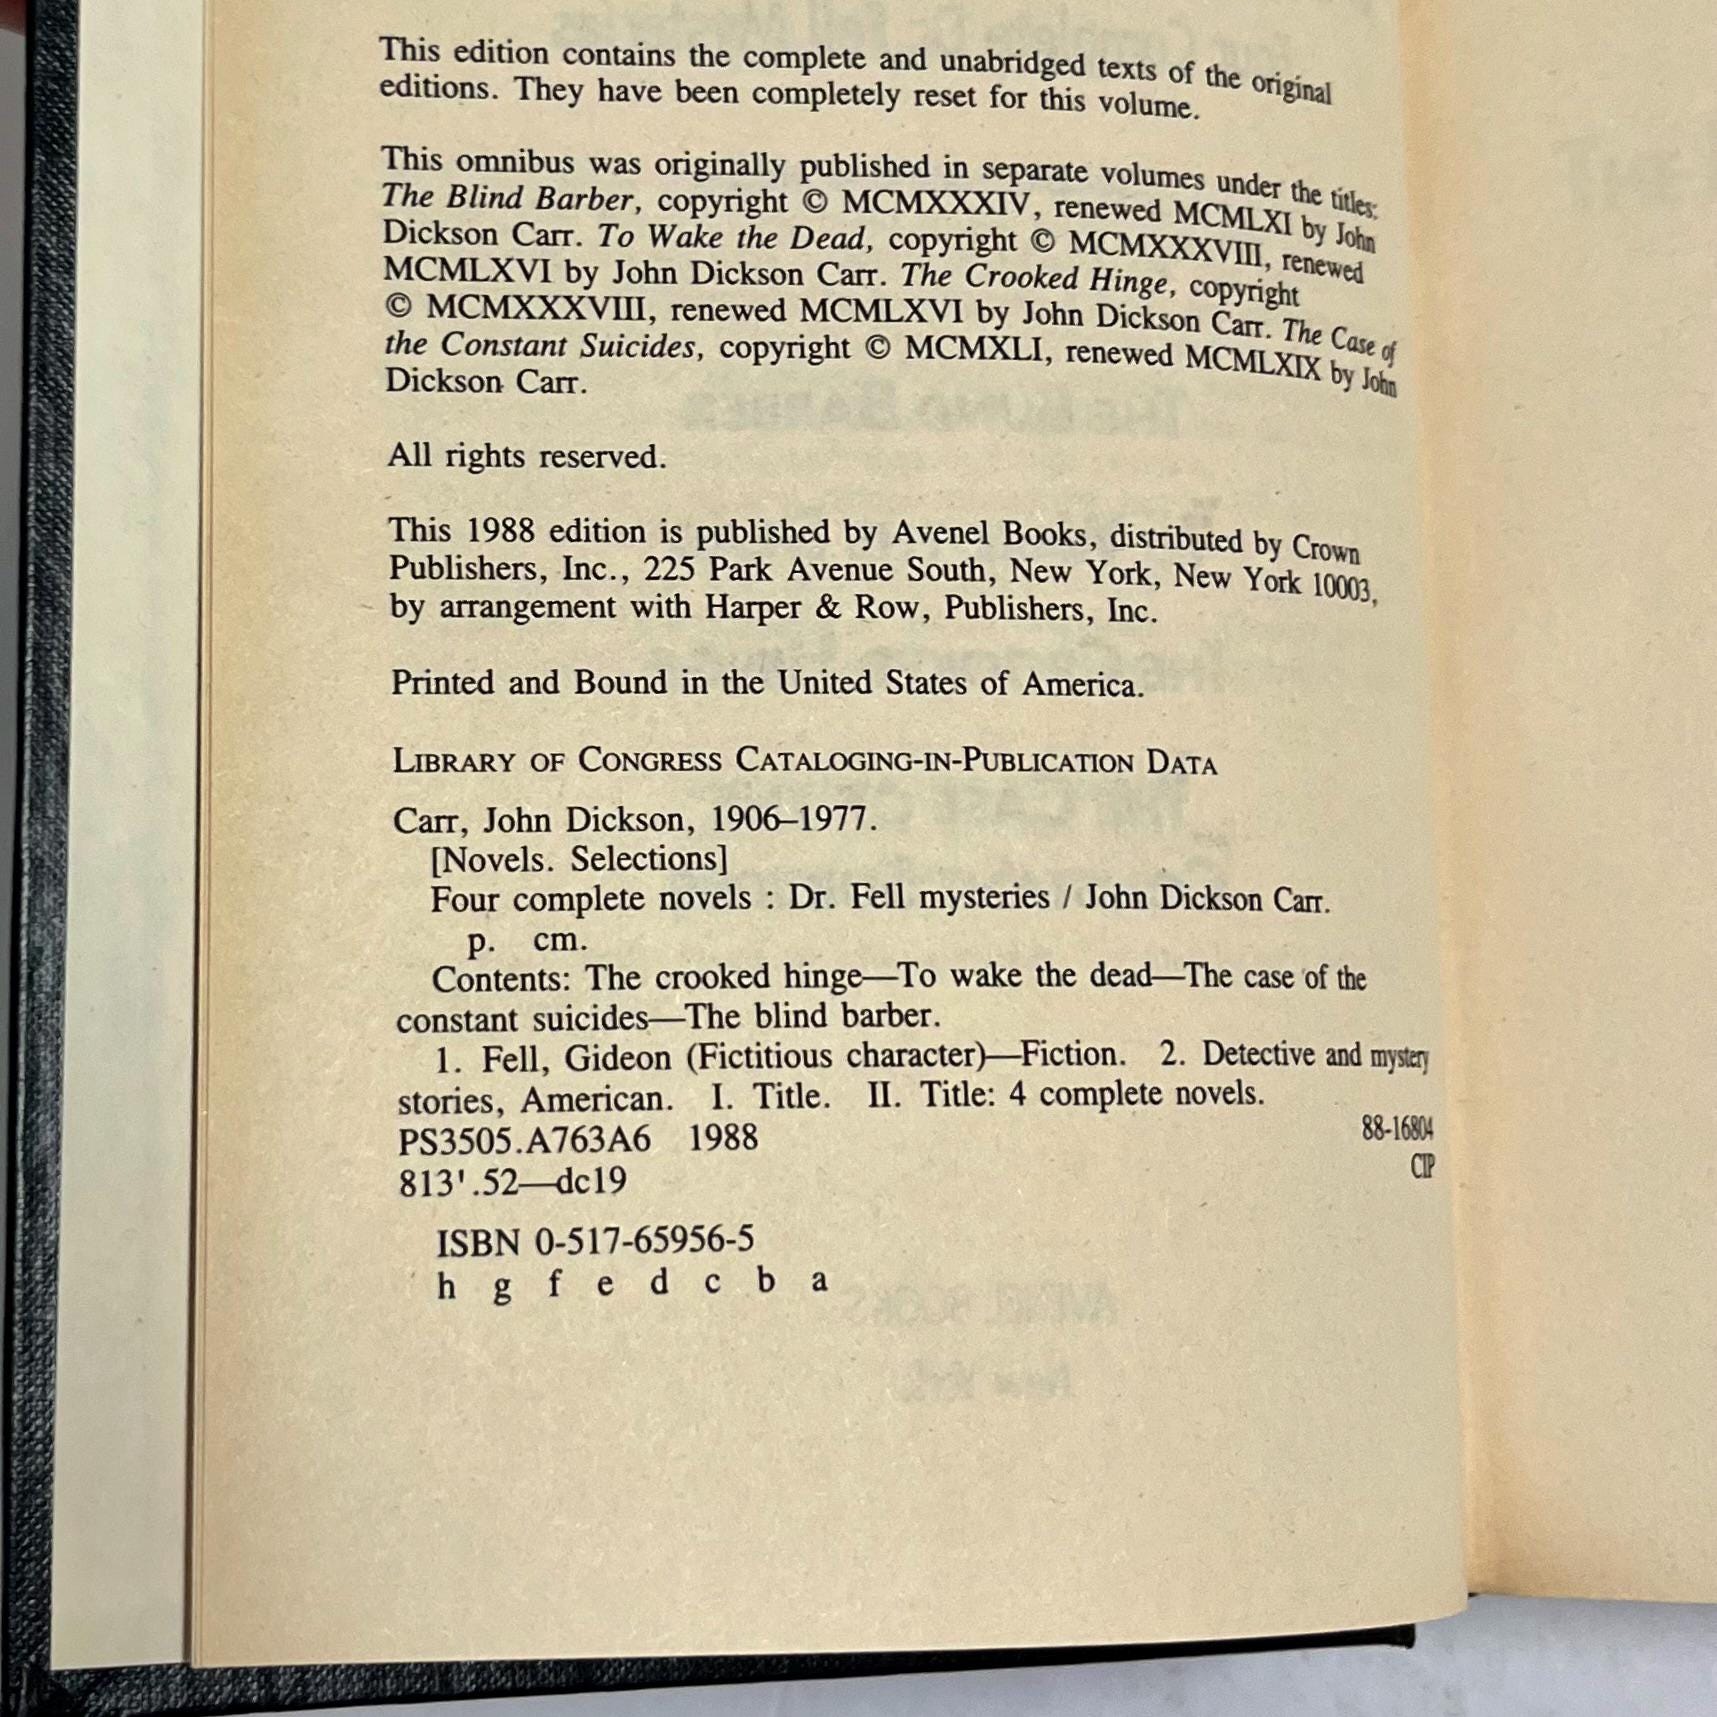 This edition contains the complete and unabridged texts of the original
editions. They have been completely reset for this volume.
This omnibus was originally published in separate volumes under the titles:
The Blind Barber, copyright © MCMXXXIV, renewed MCMLXI by John
Dickson Carr. To Wake the Dead, copyright © MCMXXXVIII, renewed
MCMLXVI by John Dickson Carr. The Crooked Hinge, copyright
© MCMXXXVIII, renewed MCMLXVI by John Dickson Carr. The Case of
the Constant Suicides, copyright © MCMXLI, renewed MCMLXIX by John
Dickson Carr.
All rights reserved.
This 1988 edition is published by Avenel Books, distributed by Crown
Publishers, Inc., 225 Park Avenue South, New York, New York 10003,
by arrangement with Harper & Row, Publishers, Inc.
Printed and Bound in the United States of America.
LIBRARY OF CONGRESS CATALOGING-IN-PUBLICATION DATA
Carr, John Dickson, 1906–1977.
[Novels. Selections]
Four complete novels : Dr. Fell mysteries / John Dickson Carr.
p. cm.
Contents: The crooked hinge—To wake the dead—The case of the
constant suicides—The blind barber.
1. Fell, Gideon (Fictitious character)—Fiction. 2. Detective and mystery
stories, American. I. Title. II. Title: 4 complete novels.
PS3505.A763A6 1988 88-16804
813'.52—dc19 CIP
ISBN 0-517-65956-5
h g f e d c b a